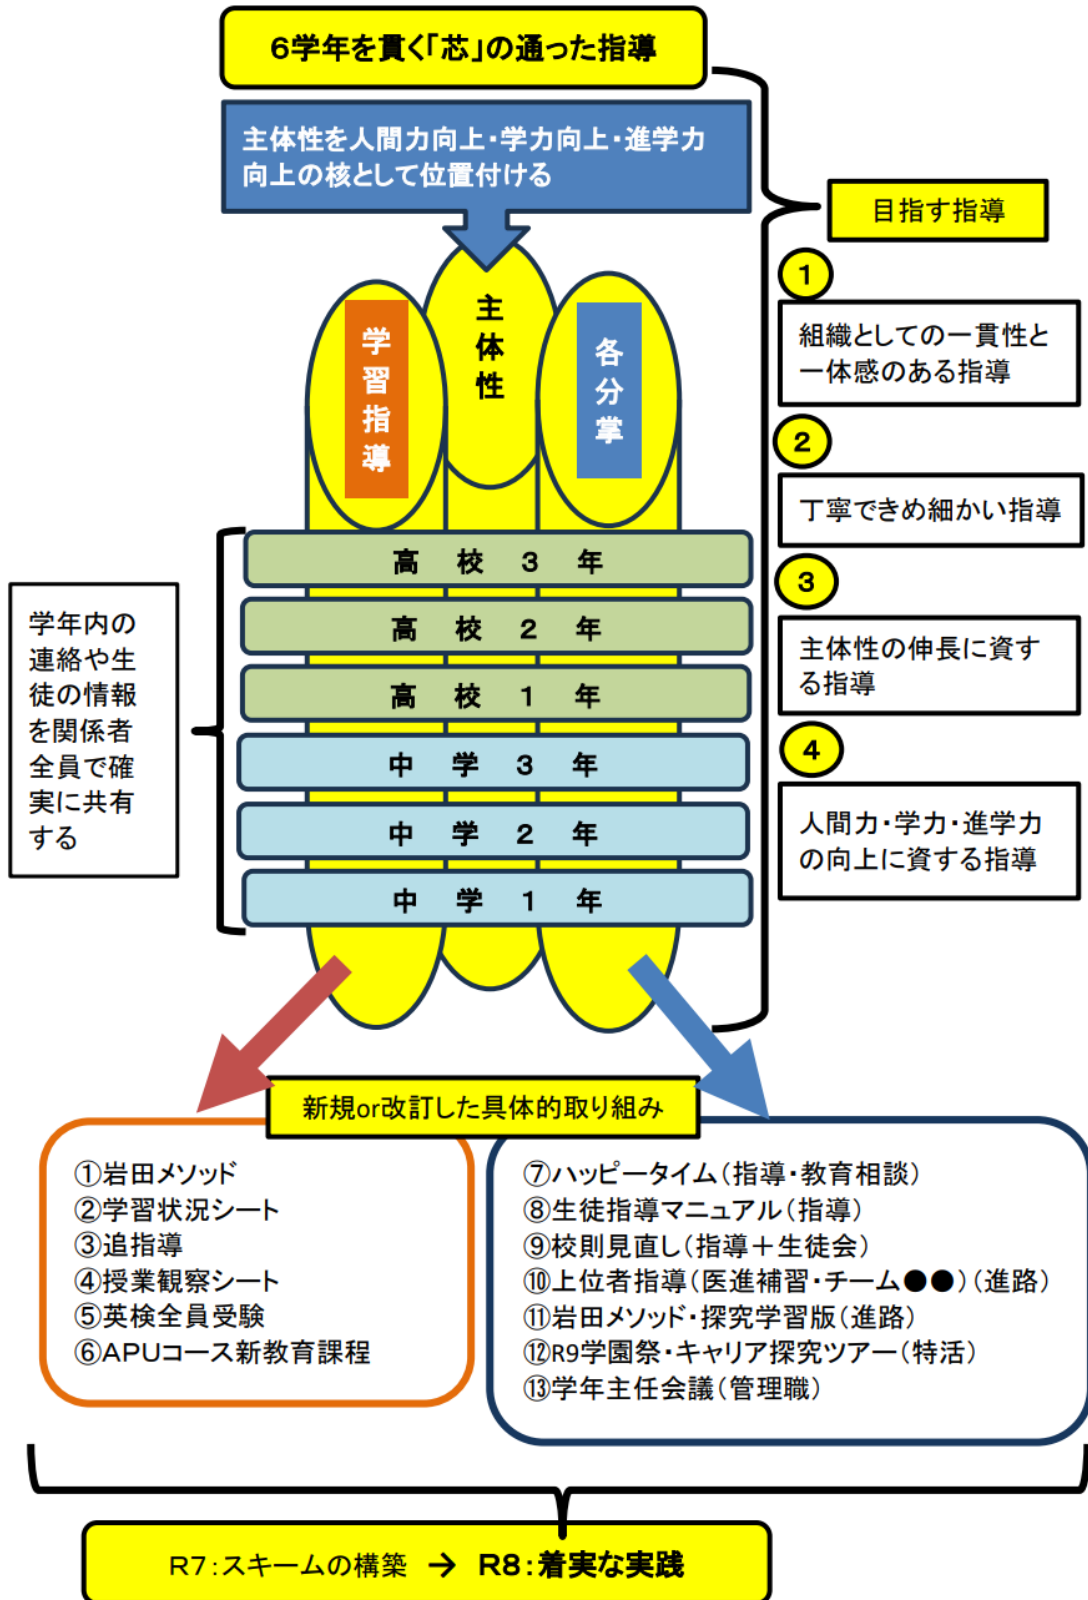 6学年を貫く「芯」の通った指導
主体性を人間力向上・学力向上・進学力
向上の核として位置付ける
目指す指導
①
組織としての一貫性と
一体感のある指導
②
丁寧できめ細かい指導
③
主体性の伸長に資す
る指導
④
人間力・学力・進学力
の向上に資する指導
学習指導
主体性
各分掌
高校3年
高校2年
高校1年
中学3年
中学2年
中学1年
学年内の
連絡や生
徒の情報
を関係者
全員で確
実に共有
する
新規or改訂した具体的取り組み
①岩田メソッド
②学習状況シート
③追指導
④授業観察シート
⑤英検全員受験
⑥APUコース新教育課程
⑦ハッピータイム(指導・教育相談)
⑧生徒指導マニュアル(指導)
⑨校則見直し(指導+生徒会)
⑩上位者指導(医進補習・チーム●●)(進路)
⑪岩田メソッド・探究学習版(進路)
⑫R9学園祭・キャリア探究ツアー(特活)
⑬学年主任会議(管理職)
R7:スキームの構築 → R8:着実な実践